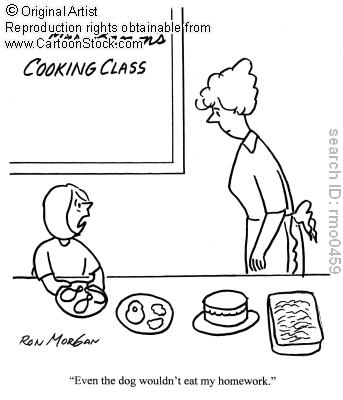 © Original Artist
Reproduction rights obtainable from
www.CartoonStock.com
COOKING CLASS
search ID: rmo0459
RON MORGAN
“Even the dog wouldn’t eat my homework.”